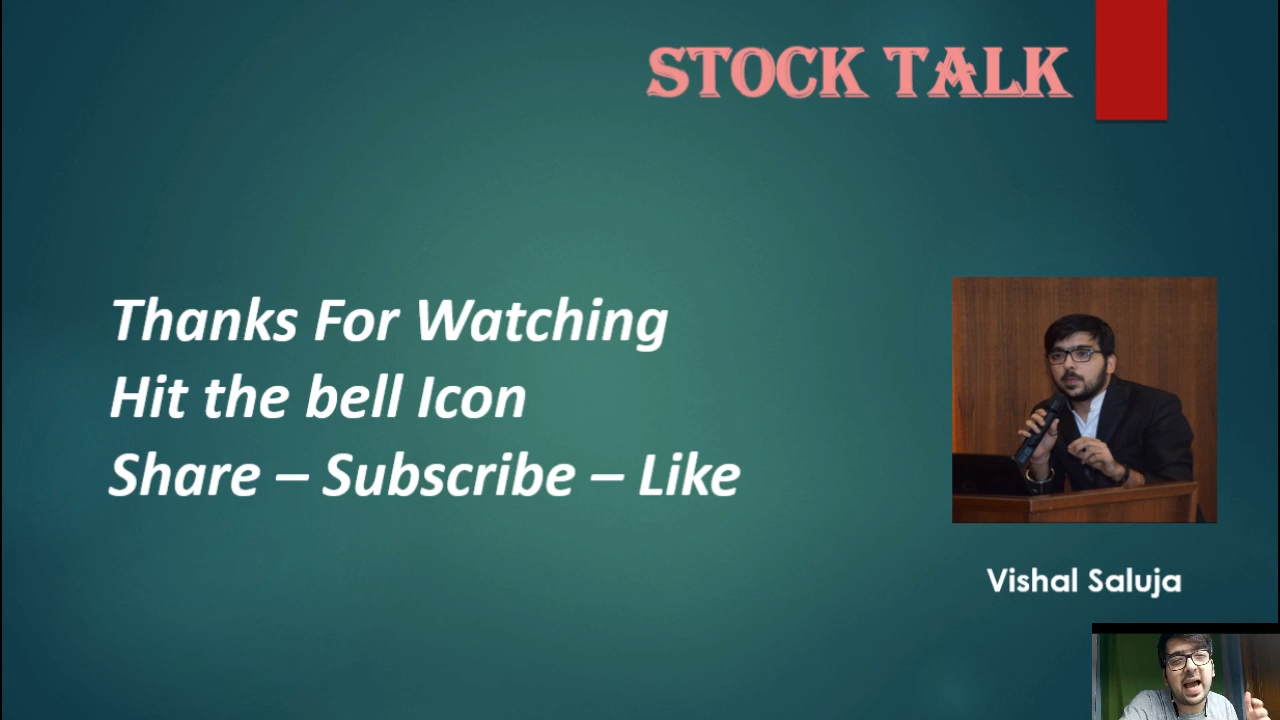 STOCK TALK
Thanks For Watching
Hit the bell Icon
Share – Subscribe – Like
Vishal Saluja